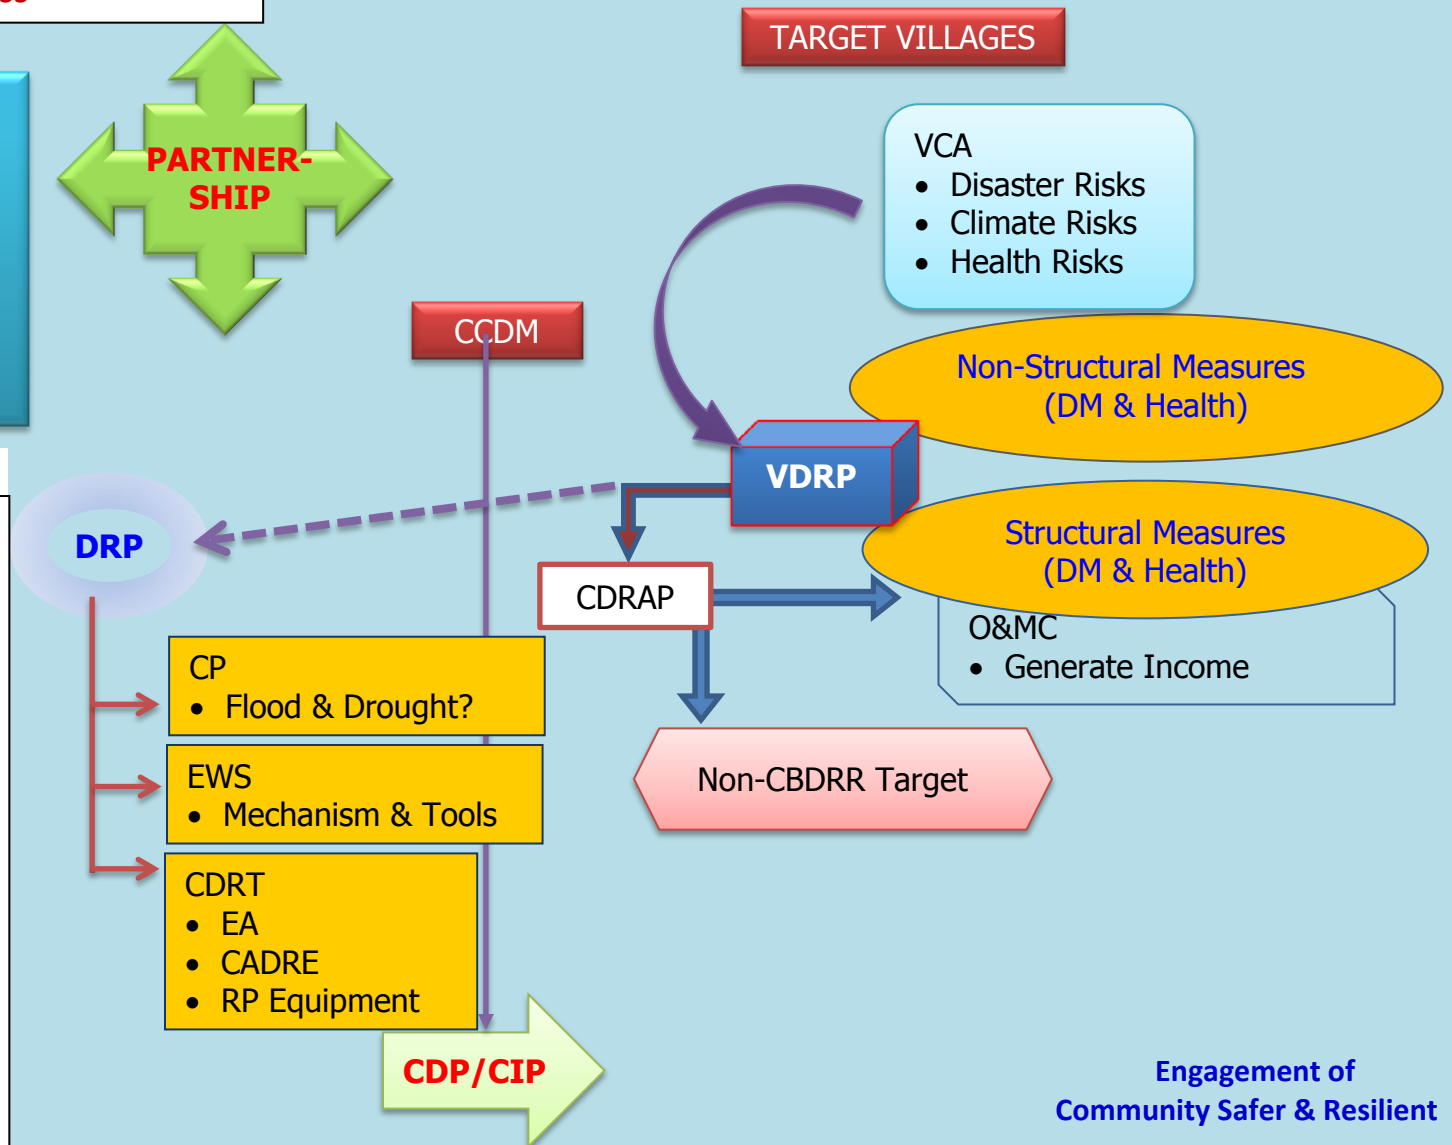 TARGET VILLAGES
PARTNER-
SHIP
VCA
• Disaster Risks
• Climate Risks
• Health Risks
CCDM
Non-Structural Measures
(DM & Health)
VDRP
Structural Measures
(DM & Health)
DRP
CDRAP
O&MC
• Generate Income
CP
• Flood & Drought?
EWS
• Mechanism & Tools
Non-CBDRR Target
CDRT
• EA
• CADRE
• RP Equipment
CDP/CIP
Engagement of
Community Safer & Resilient